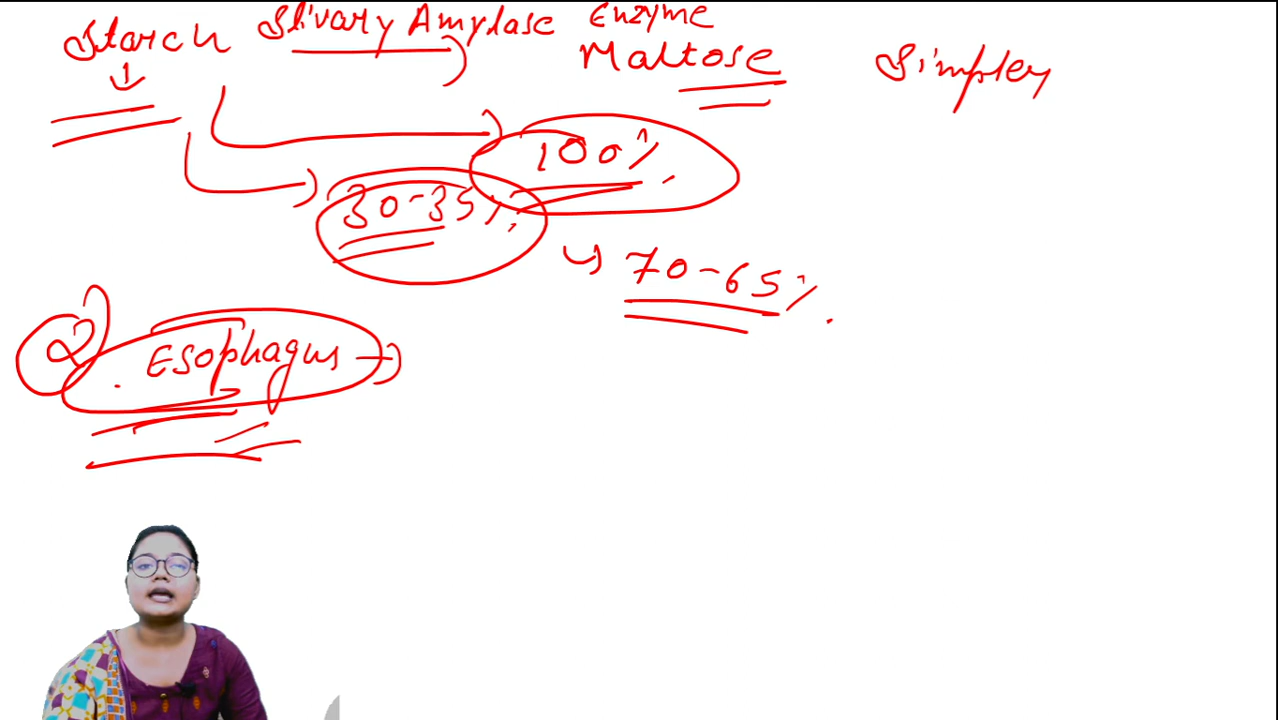 Starch Slivary Amylase Enzyme
Maltose Simpler
100%.
30-35%.
70-65%.
2 Esophagus